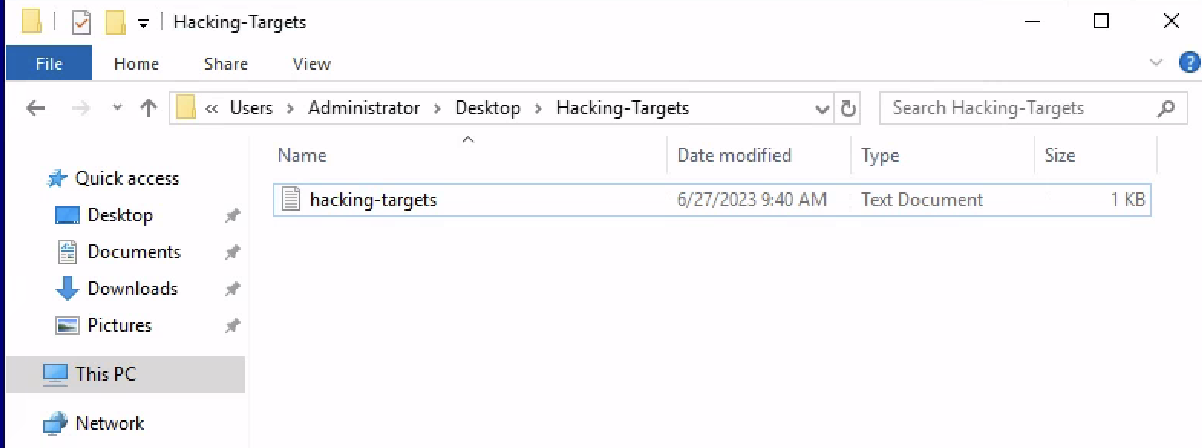 Hacking-Targets
File Home Share View
« Users > Administrator > Desktop > Hacking-Targets Search Hacking-Targets
Name Date modified Type Size
Quick access
hacking-targets 6/27/2023 9:40 AM Text Document 1 KB
Desktop
Documents
Downloads
Pictures
This PC
Network